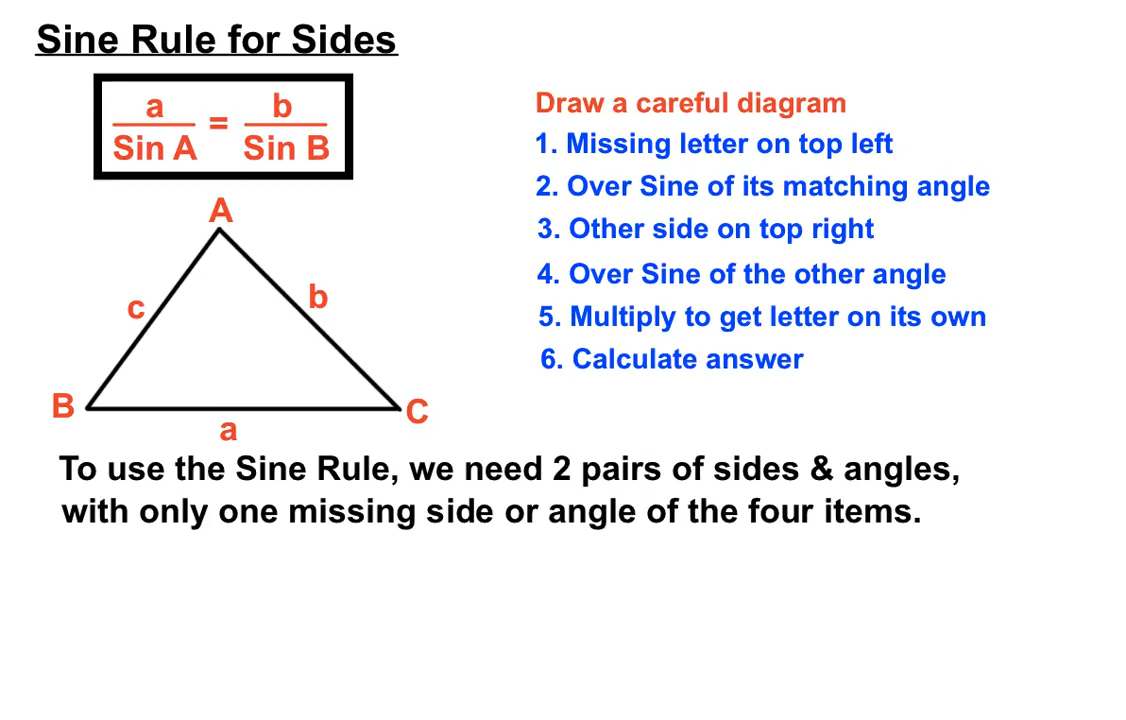 Sine Rule for Sides
a b
Sin A = Sin B
Draw a careful diagram
1. Missing letter on top left
2. Over Sine of its matching angle
3. Other side on top right
4. Over Sine of the other angle
5. Multiply to get letter on its own
6. Calculate answer
A
c
b
B
C
a
To use the Sine Rule, we need 2 pairs of sides & angles,
with only one missing side or angle of the four items.